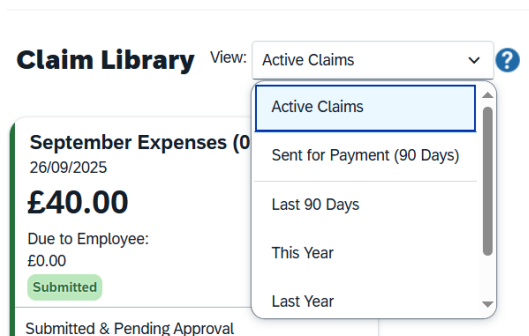 Claim Library View: Active Claims ?
Active Claims
Sent for Payment (90 Days)
Last 90 Days
This Year
Last Year
September Expenses (0
26/09/2025
£40.00
Due to Employee:
£0.00
Submitted
Submitted & Pending Approval